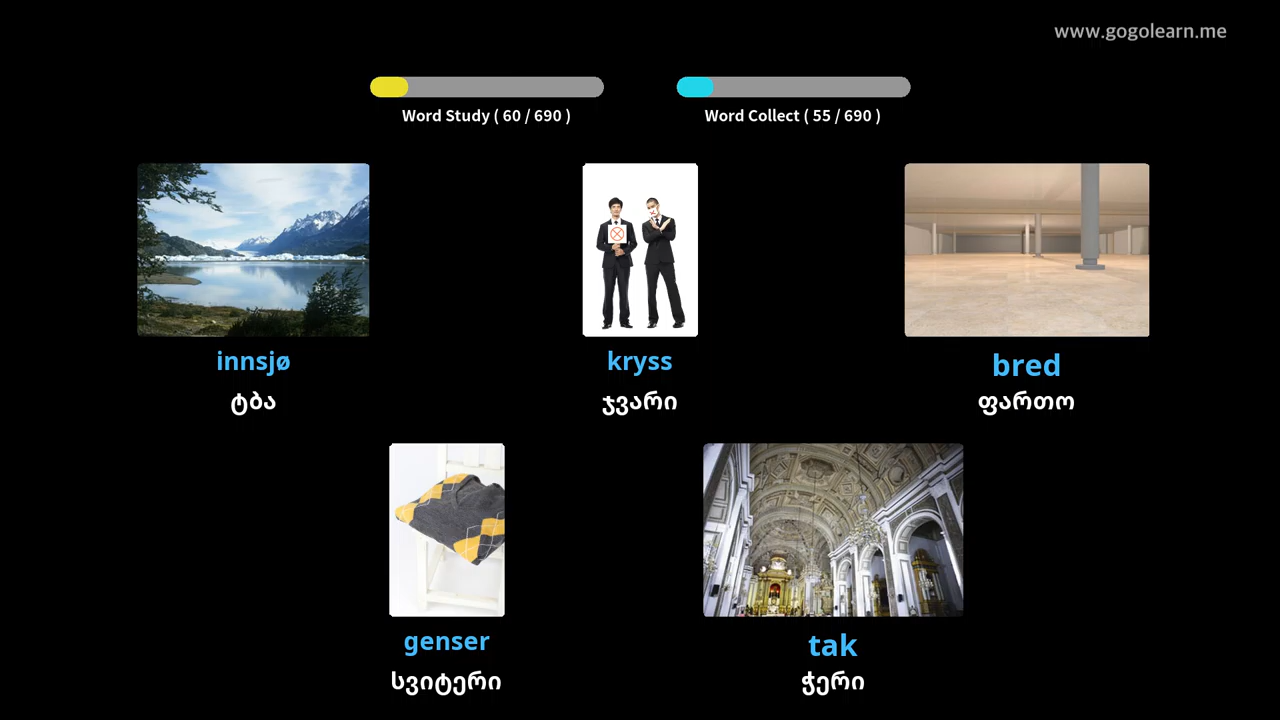 www.gogolearn.me
Word Study ( 60 / 690 )
Word Collect ( 55 / 690 )
innsjø
ტბა
kryss
ჯვარი
bred
ფართო
genser
სვიტერი
tak
ჭერი